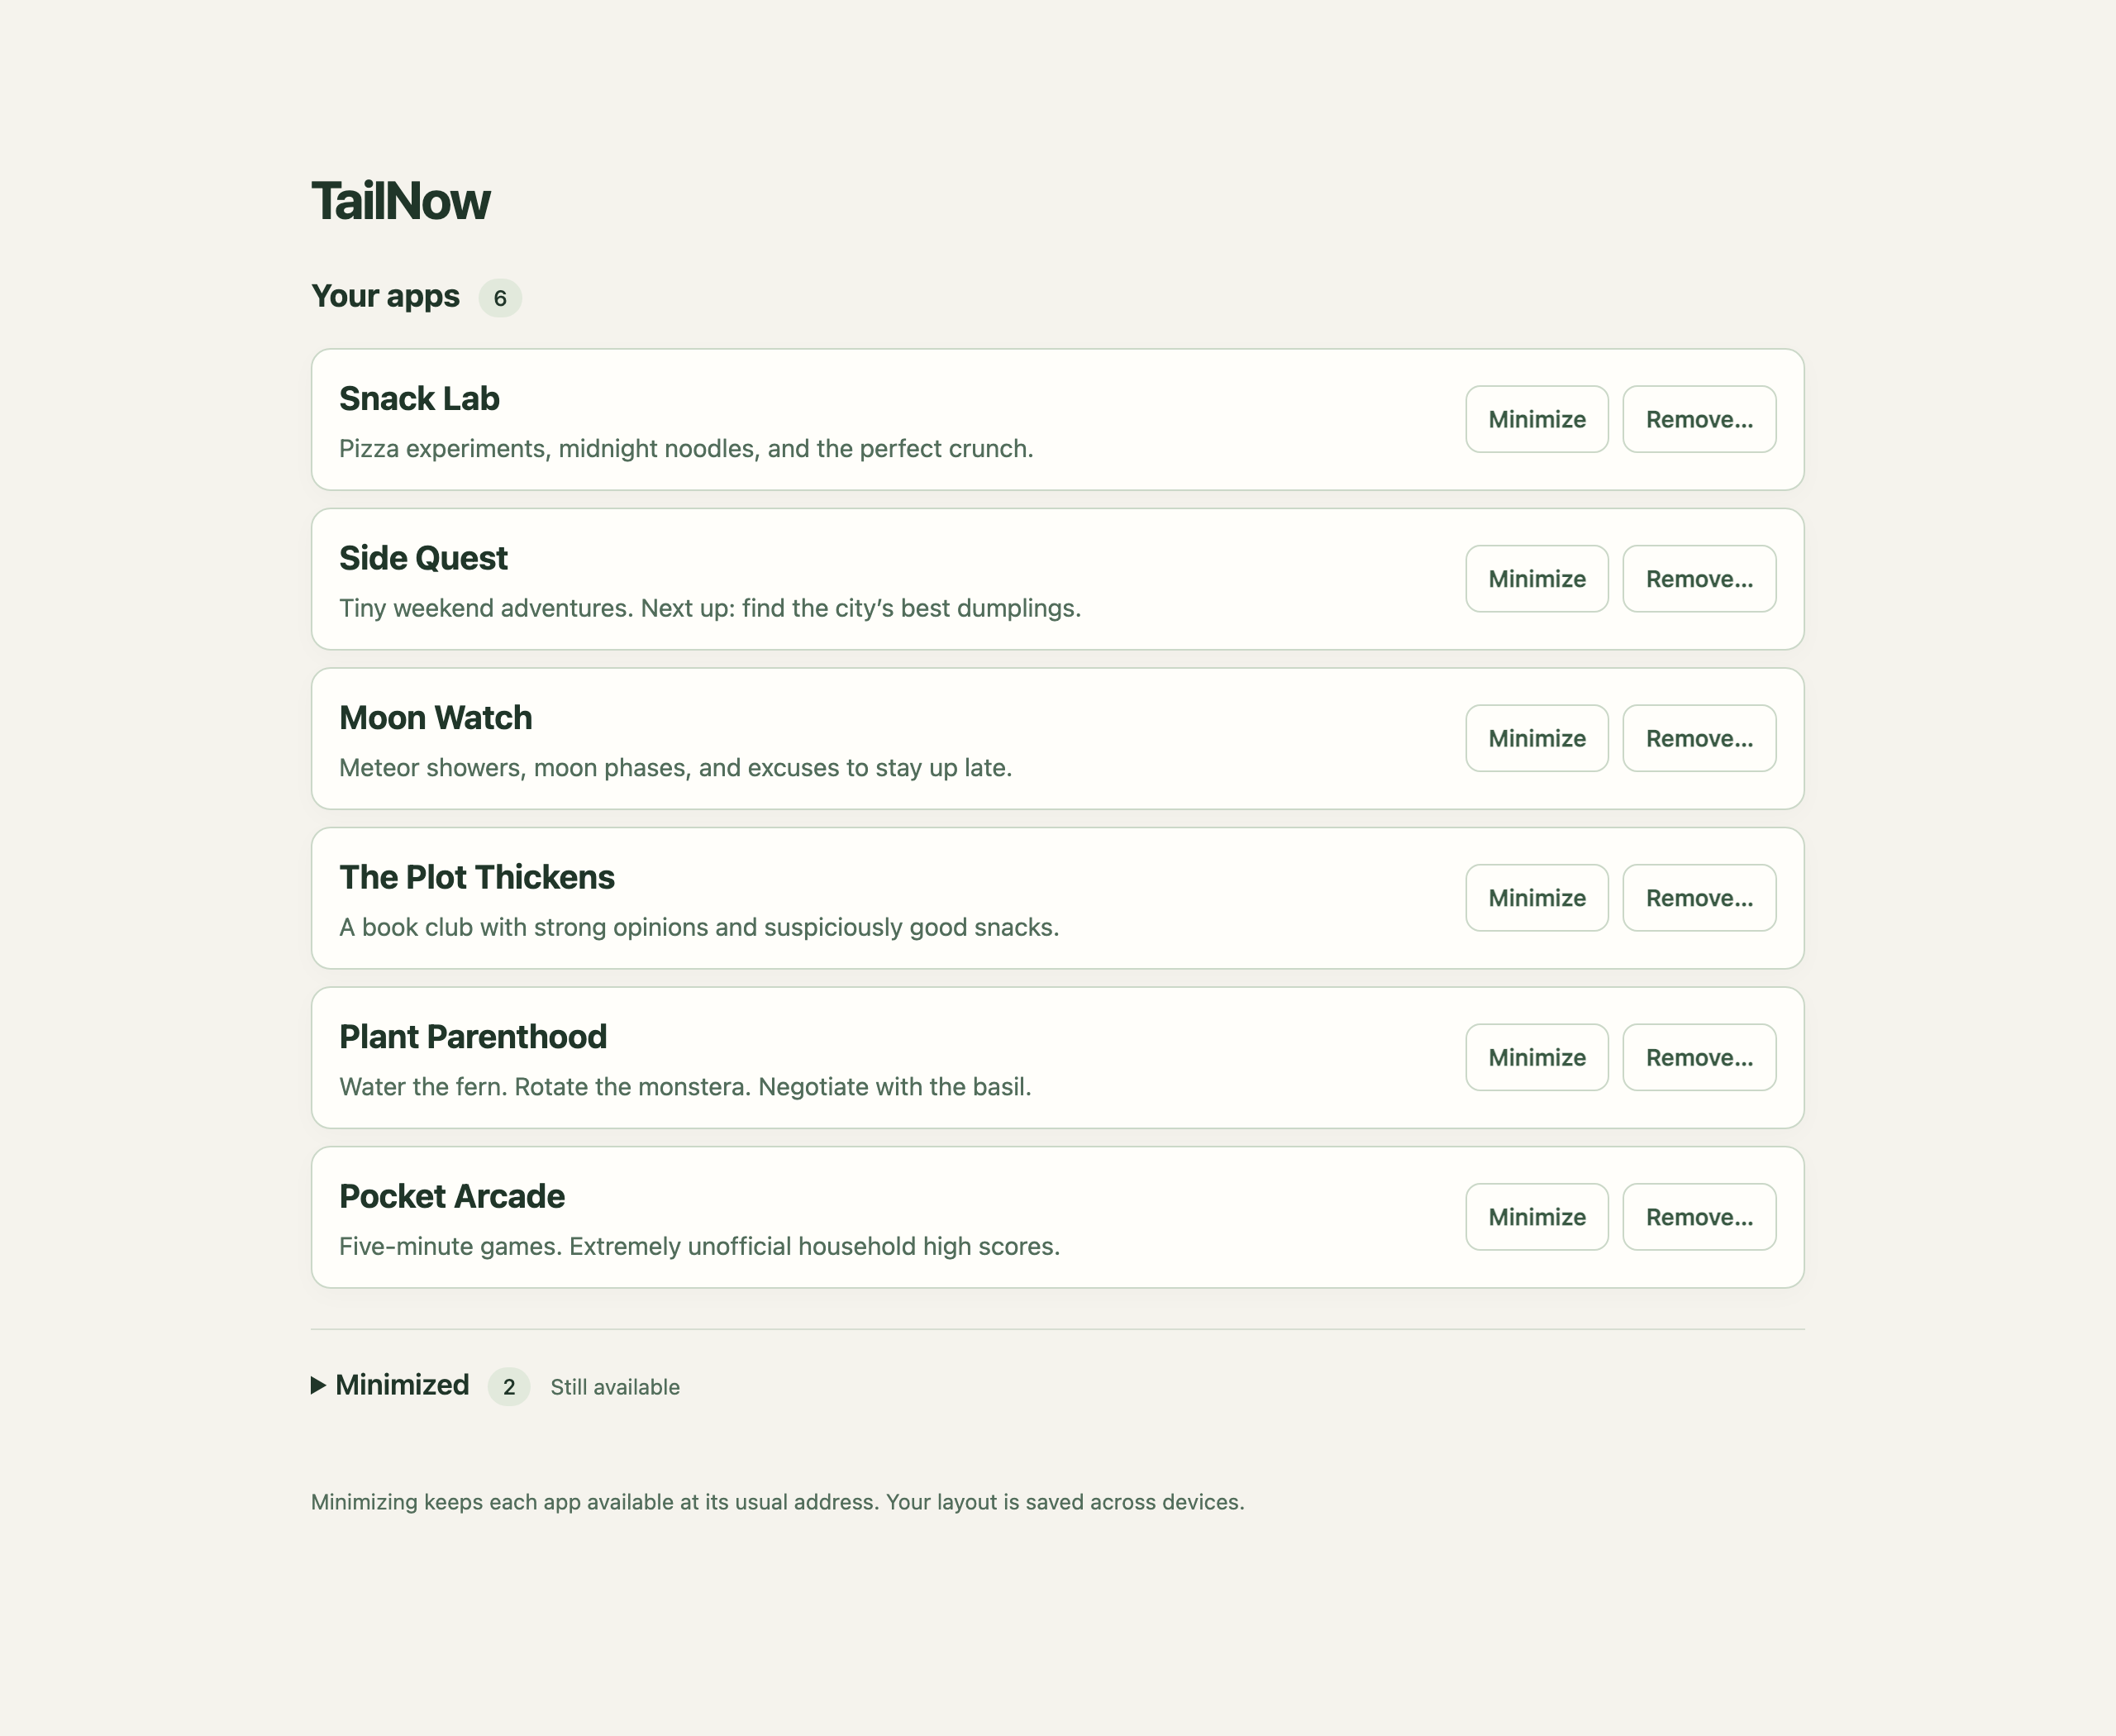 TailNow
Your apps 6
Snack Lab
Pizza experiments, midnight noodles, and the perfect crunch.
Minimize Remove...
Side Quest
Tiny weekend adventures. Next up: find the city’s best dumplings.
Minimize Remove...
Moon Watch
Meteor showers, moon phases, and excuses to stay up late.
Minimize Remove...
The Plot Thickens
A book club with strong opinions and suspiciously good snacks.
Minimize Remove...
Plant Parenthood
Water the fern. Rotate the monstera. Negotiate with the basil.
Minimize Remove...
Pocket Arcade
Five-minute games. Extremely unofficial household high scores.
Minimize Remove...
Minimized 2 Still available
Minimizing keeps each app available at its usual address. Your layout is saved across devices.